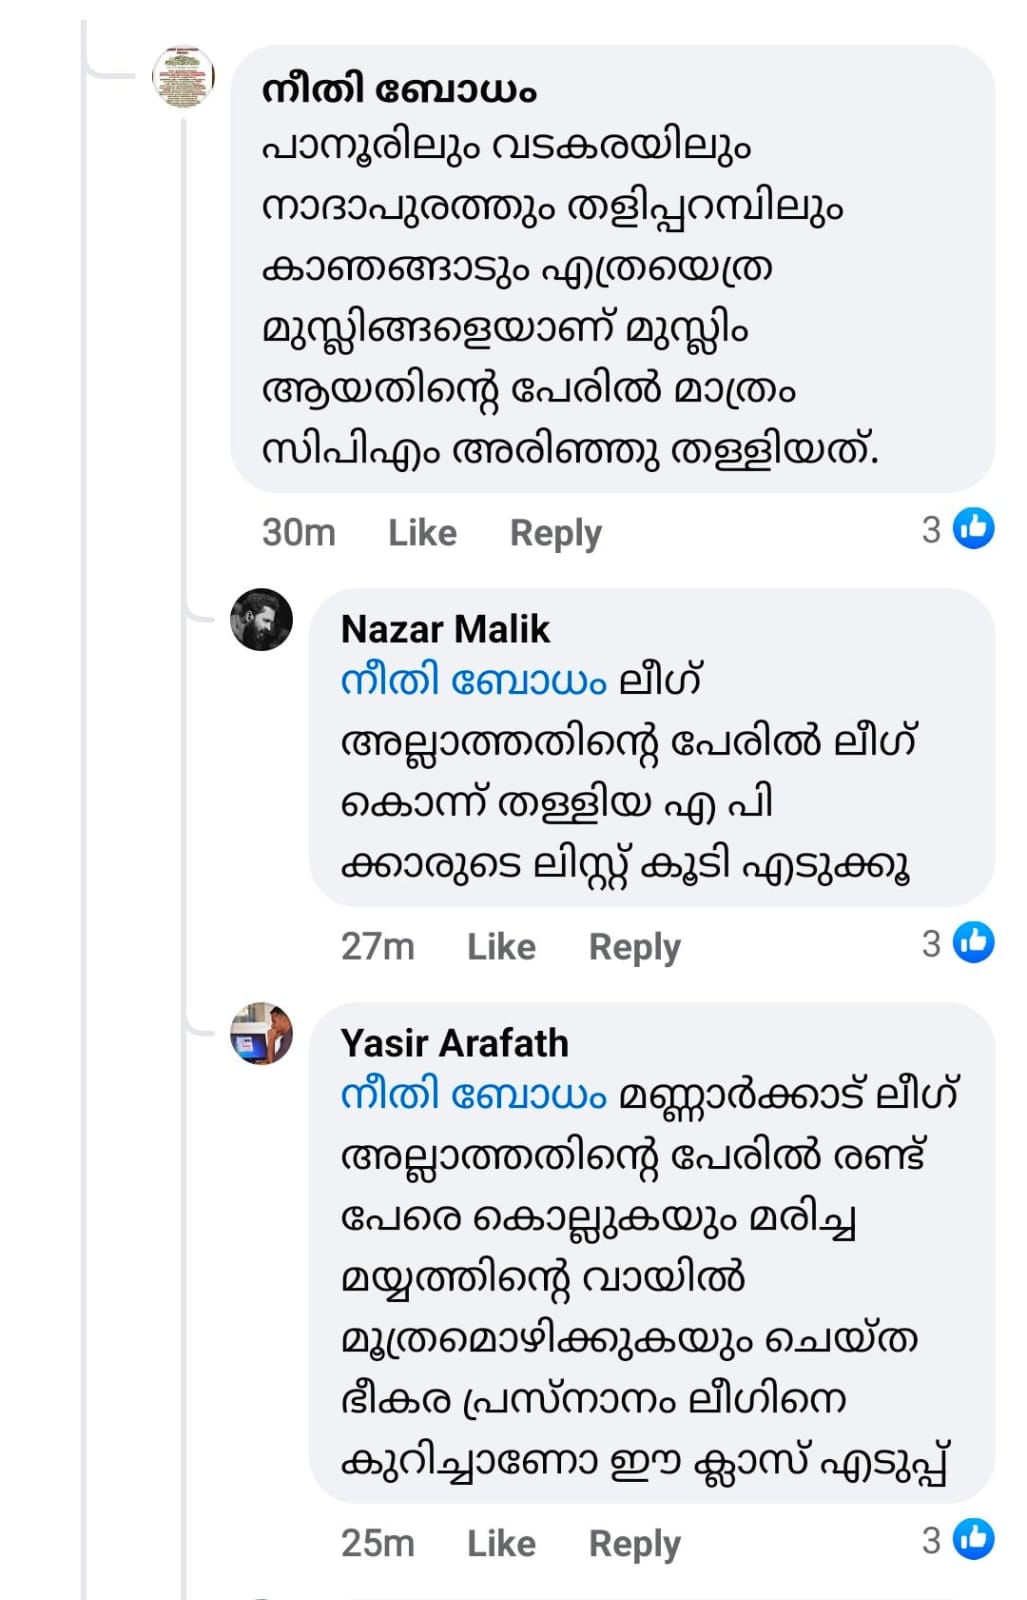 നീതി ബോധം
പാനൂരിലും വടകരയിലും
നാദാപുരത്തും തളിപ്പറമ്പിലും
കാഞങ്ങാടും എത്രയെത്ര
മുസ്ലിങ്ങളെയാണ് മുസ്ലിം
ആയതിന്റെ പേരിൽ മാത്രം
സിപിഎം അരിഞ്ഞു തള്ളിയത്.
30m Like Reply 3
Nazar Malik
നീതി ബോധം ലീഗ്
അല്ലാത്തതിന്റെ പേരിൽ ലീഗ്
കൊന്ന് തള്ളിയ എ പി
ക്കാരുടെ ലിസ്റ്റ് കൂടി എടുക്കൂ
27m Like Reply 3
Yasir Arafath
നീതി ബോധം മണ്ണാർക്കാട് ലീഗ്
അല്ലാത്തതിന്റെ പേരിൽ രണ്ട്
പേരെ കൊല്ലുകയും മരിച്ച
മയ്യത്തിന്റെ വായിൽ
മൂത്രമൊഴിക്കുകയും ചെയ്ത
ഭീകര പ്രസ്നാനം ലീഗിനെ
കുറിച്ചാണോ ഈ ക്ലാസ് എടുപ്പ്
25m Like Reply 3